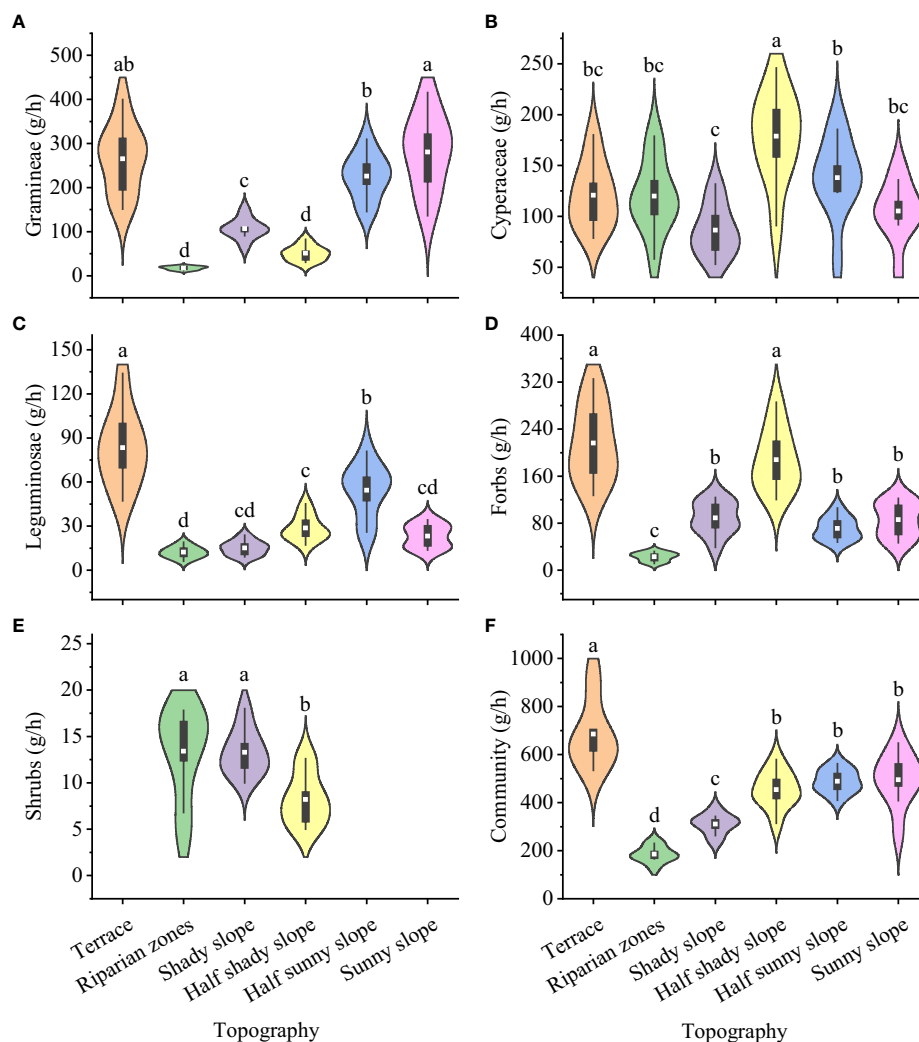 A
Gramineae (g/h)
500
400
300
200
100
0
ab
d
c
d
b
a
B
Cyperaceae (g/h)
250
200
150
100
50
bc
bc
c
a
b
bc
C
Leguminosae (g/h)
150
120
90
60
30
0
a
d
cd
c
b
cd
D
Forbs (g/h)
400
320
240
160
80
0
a
c
b
a
b
b
E
Shrubs (g/h)
25
20
15
10
5
0
a
a
b
Terrace
Riparian zones
Shady slope
Half shady slope
Half sunny slope
Sunny slope
Topography
F
Community (g/h)
1000
800
600
400
200
0
a
d
c
b
b
b
Terrace
Riparian zones
Shady slope
Half shady slope
Half sunny slope
Sunny slope
Topography